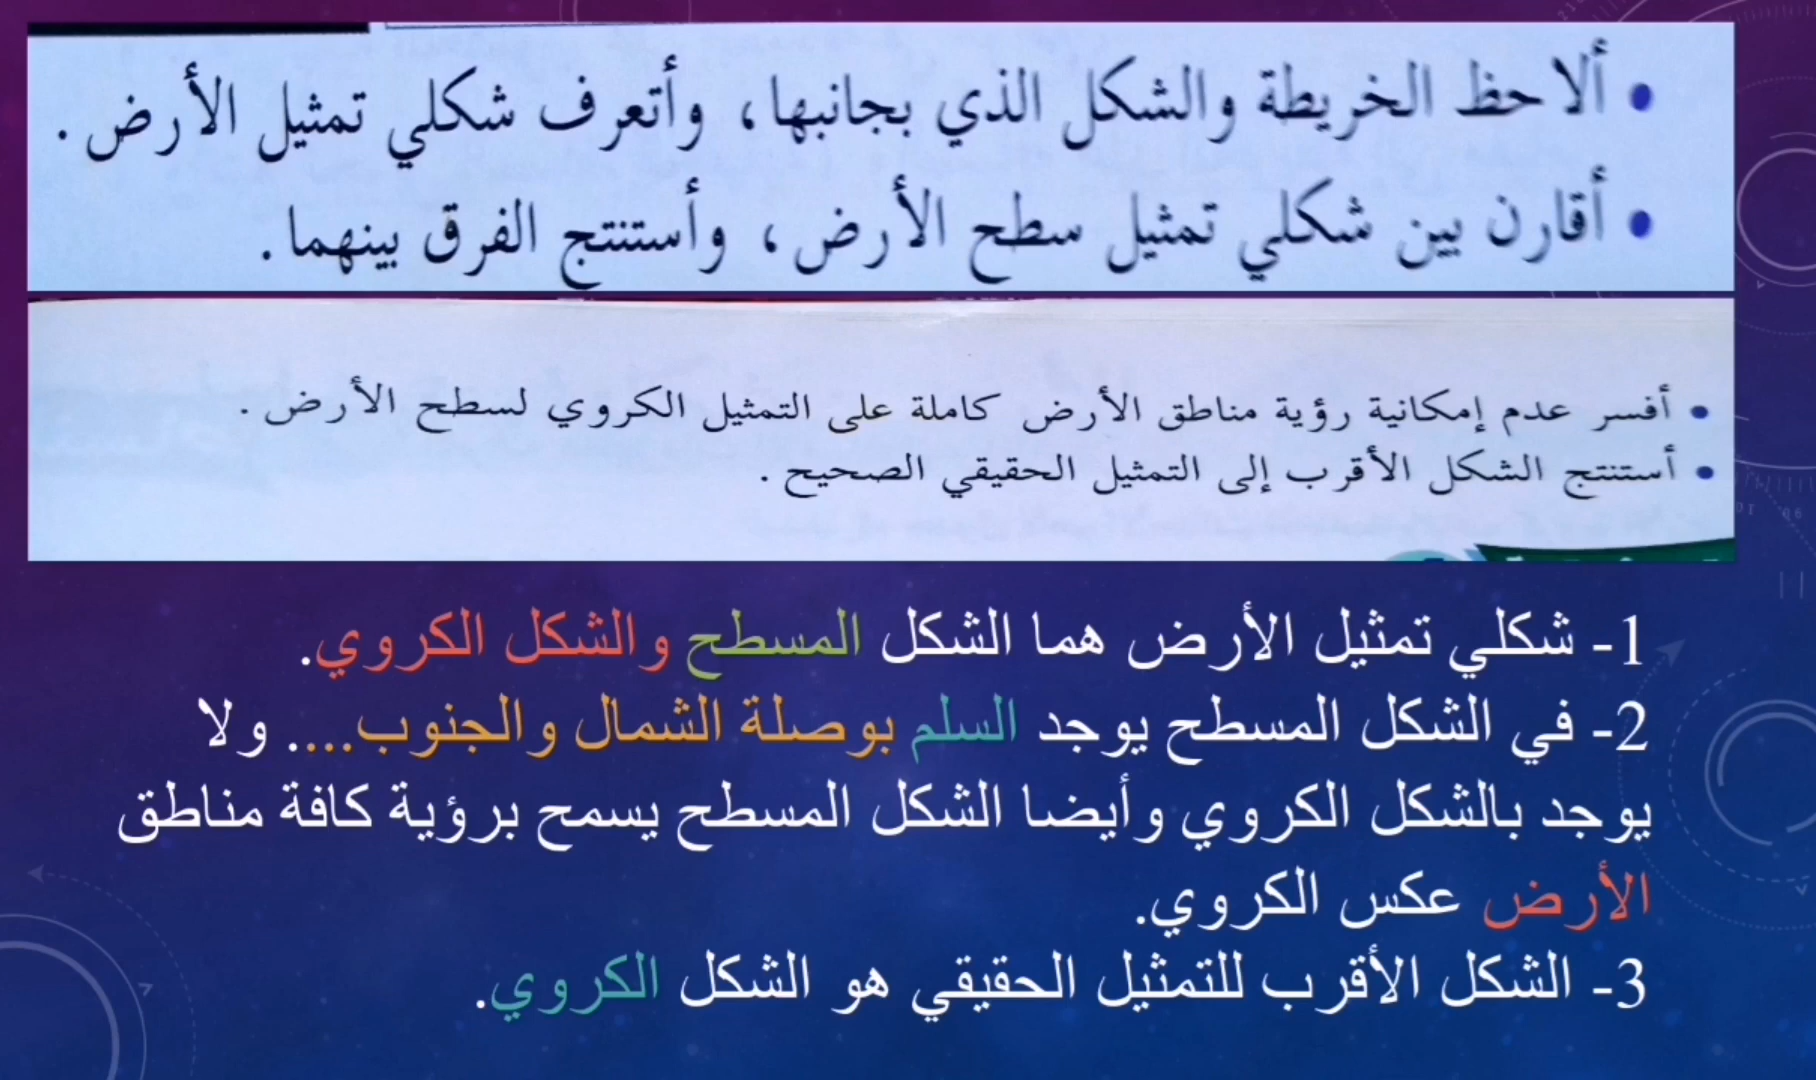 • ألاحظ الخريطة والشكل الذي بجانبها، وأتعرف شكلي تمثيل الأرض.
• أقارن بين شكلي تمثيل سطح الأرض، وأستنتج الفرق بينهما.
• أفسر عدم إمكانية رؤية مناطق الأرض كاملة على التمثيل الكروي لسطح الأرض.
• أستنتج الشكل الأقرب إلى التمثيل الحقيقي الصحيح.
1- شكلي تمثيل الأرض هما الشكل المسطح والشكل الكروي.
2- في الشكل المسطح يوجد السلم بوصلة الشمال والجنوب.... ولا
يوجد بالشكل الكروي وأيضا الشكل المسطح يسمح برؤية كافة مناطق
الأرض عكس الكروي.
3- الشكل الأقرب للتمثيل الحقيقي هو الشكل الكروي.